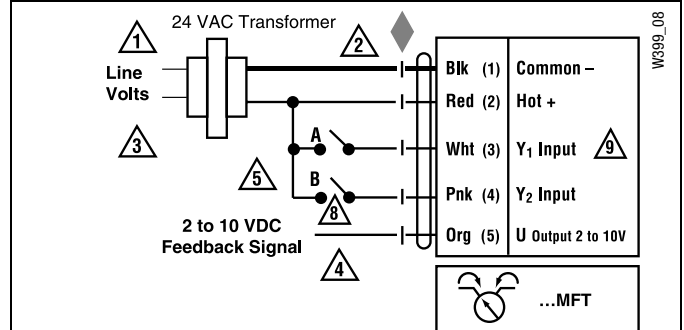 24 VAC Transformer
W399_08
1
2
Line
Volts
3
Blk (1) Common –
Red (2) Hot +
A
Wht (3) Y₁ Input
9
5
B
8
Pnk (4) Y₂ Input
2 to 10 VDC
Feedback Signal
4
Org (5) U Output 2 to 10V
...MFT